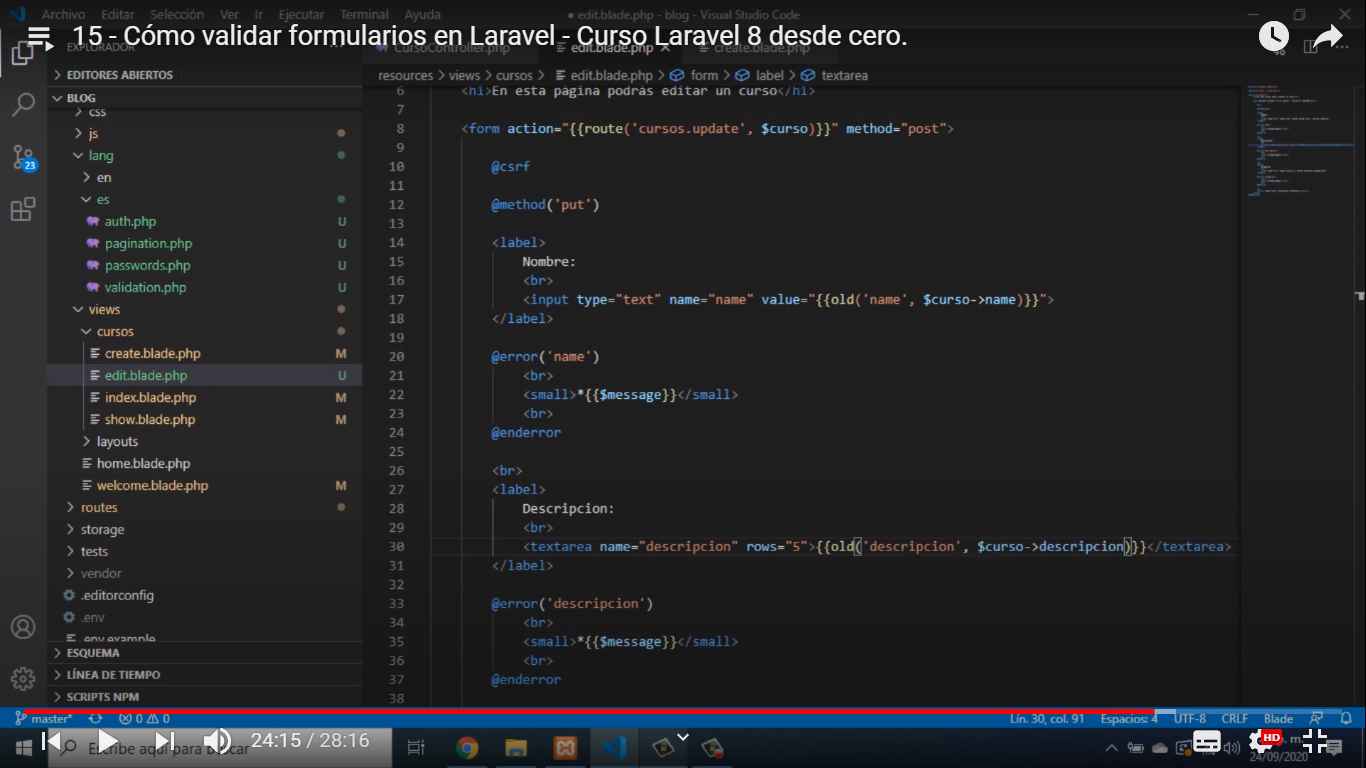 Archivo Editar Selección Ver Ir Ejecutar Terminal Ayuda
● edit.blade.php - blog - Visual Studio Code
15 - Cómo validar formularios en Laravel - Curso Laravel 8 desde cero.
EXPLORADOR
CursoController.php
edit.blade.php
create.blade.php
EDITORES ABIERTOS
BLOG
css
js
lang
en
es
auth.php U
pagination.php U
passwords.php U
validation.php U
views
cursos
create.blade.php M
edit.blade.php U
index.blade.php M
show.blade.php M
layouts
home.blade.php
welcome.blade.php M
routes
storage
tests
vendor
.editorconfig
.env
.env.example
ESQUEMA
LÍNEA DE TIEMPO
SCRIPTS NPM
23
resources > views > cursos > edit.blade.php > form > label > textarea
6 <h1>En esta página podrás editar un curso</h1>
7
8 <form action="{{route('cursos.update', $curso)}}" method="post">
9
10 @csrf
11
12 @method('put')
13
14 <label>
15 Nombre:
16 <br>
17 <input type="text" name="name" value="{{old('name', $curso->name)}}">
18 </label>
19
20 @error('name')
21 <br>
22 <small>*{{$message}}</small>
23 <br>
24 @enderror
25
26 <br>
27 <label>
28 Descripcion:
29 <br>
30 <textarea name="descripcion" rows="5">{{old('descripcion', $curso->descripcion)}}</textarea>
31 </label>
32
33 @error('descripcion')
34 <br>
35 <small>*{{$message}}</small>
36 <br>
37 @enderror
38
master* 0 0 Lín. 30, col. 91 Espacios: 4 UTF-8 CRLF Blade
Escribe aquí para buscar
24:15 / 28:16
HD
24/09/2020